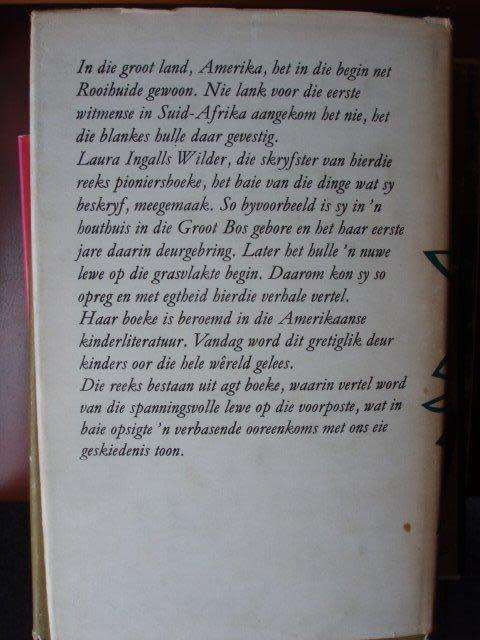 In die groot land, Amerika, het in die begin net
Rooihuide gewoon. Nie lank voor die eerste
witmense in Suid-Afrika aangekom het nie, het
die blankes hulle daar gevestig.
Laura Ingalls Wilder, die skryfster van hierdie
reeks pioniersboeke, het baie van die dinge wat sy
beskryf, meegemaak. So byvoorbeeld is sy in 'n
houthuis in die Groot Bos gebore en het haar eerste
jare daarin deurgebring. Later het hulle 'n nuwe
lewe op die grasvlakte begin. Daarom kon sy so
opreg en met egtheid hierdie verhale vertel.
Haar boeke is beroemd in die Amerikaanse
kinderliteratuur. Vandag word dit gretiglik deur
kinders oor die hele wêreld gelees.
Die reeks bestaan uit agt boeke, waarin vertel word
van die spanningsvolle lewe op die voorposte, wat in
baie opsigte 'n verbasende ooreenkoms met ons eie
geskiedenis toon.